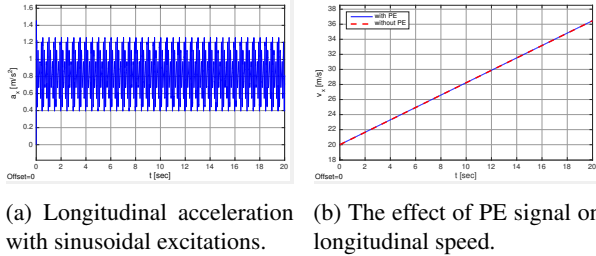 1.6
1.4
1.2
1
0.8
0.6
0.4
0.2
0
a_x [m/s²]
0 2 4 6 8 10 12 14 16 18 20
Offset=0
t [sec]
38
36
34
32
30
28
26
24
22
20
18
v_x [m/s]
with PE
without PE
0 2 4 6 8 10 12 14 16 18 20
Offset=0
t [sec]
(a) Longitudinal acceleration
with sinusoidal excitations.
(b) The effect of PE signal on
longitudinal speed.